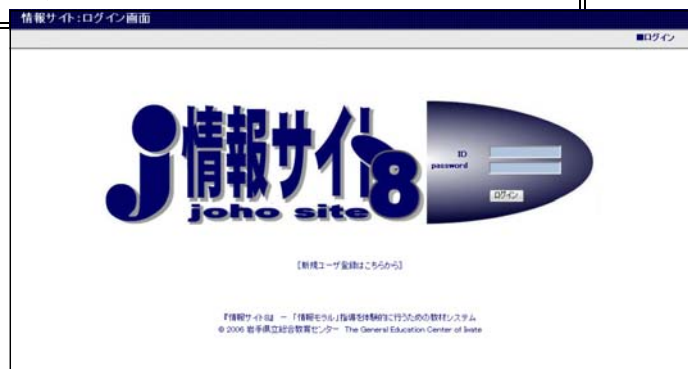 情報サイト:ログイン画面
■ログイン
j情報サイト8
joho site
ID
password
ログイン
[新規ユーザ登録はこちらから]
『情報サイト8』 － 「情報モラル」指導を体験的に行うための教材システム
© 2006 岩手県立総合教育センター The General Education Center of Iwate